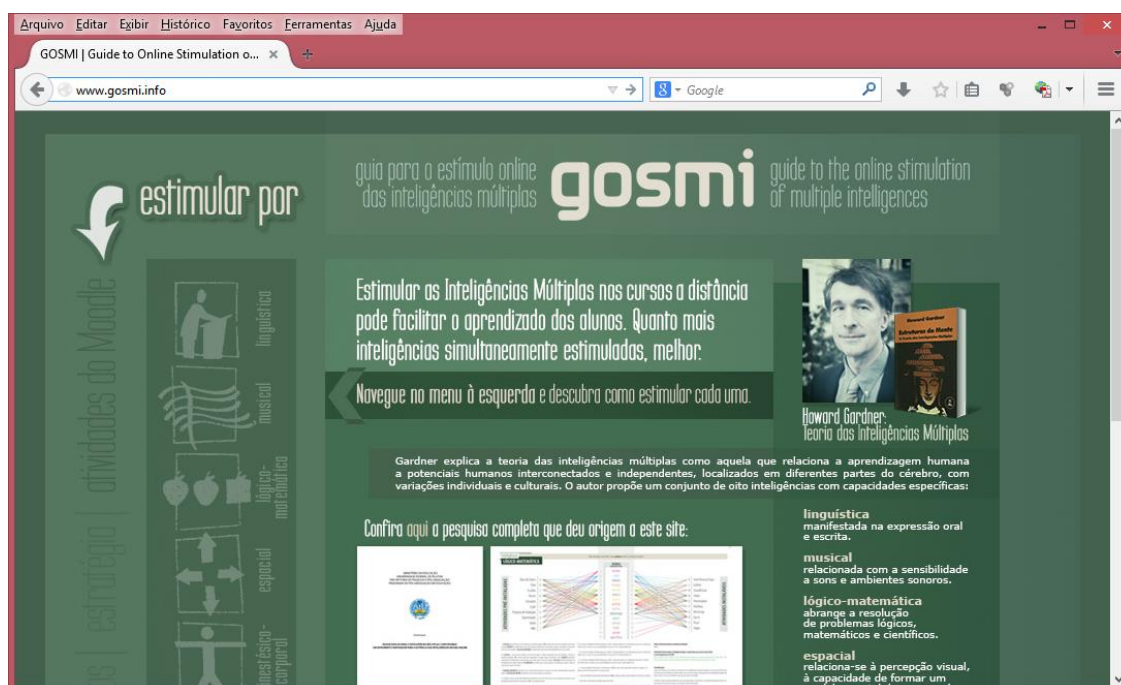 Arquivo Editar Exibir Histórico Favoritos Ferramentas Ajuda
GOSMI | Guide to Online Stimulation o...
www.gosmi.info
Google
estimular por
guia para o estímulo online
das inteligências múltiplas
gosmi
guide to the online stimulation
of multiple intelligences
estratégia | atividades do Moodle
linguística
musical
lógico-
matemática
espacial
Estimular as Inteligências Múltiplas nos cursos a distância
pode facilitar o aprendizado dos alunos. Quanto mais
inteligências simultaneamente estimuladas, melhor.
Navegue no menu à esquerda e descubra como estimular cada uma.
Howard Gardner
Estruturas da Mente
Howard Gardner:
Teoria das Inteligências Múltiplas
Gardner explica a teoria das inteligências múltiplas como aquela que relaciona a aprendizagem humana
a potenciais humanos interconectados e independentes, localizados em diferentes partes do cérebro, com
variações individuais e culturais. O autor propõe um conjunto de oito inteligências com capacidades específicas:
Confira aqui a pesquisa completa que deu origem a este site:
LÓGICO-MATEMÁTICA
linguística
manifestada na expressão oral
e escrita.
musical
relacionada com a sensibilidade
a sons e ambientes sonoros.
lógico-matemática
abrange a resolução
de problemas lógicos,
matemáticos e científicos.
espacial
relaciona-se à percepção visual,
à capacidade de formar um